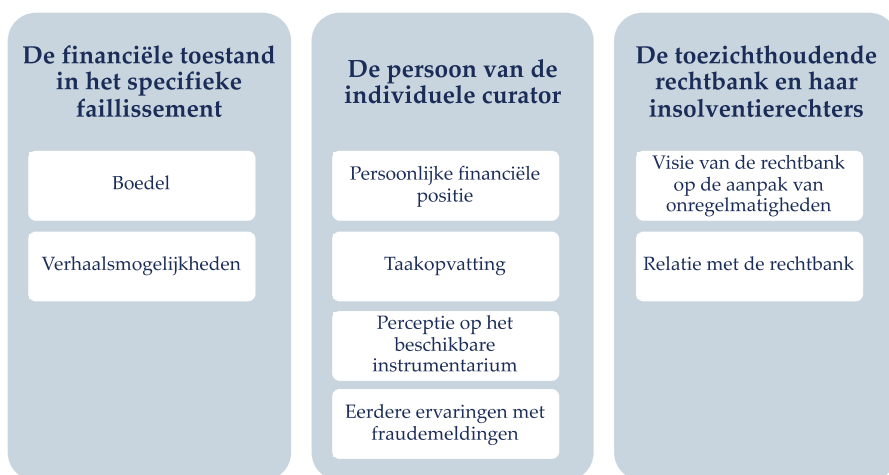 De financiële toestand
in het specifieke
faillissement
Boedel
Verhaalsmogelijkheden
De persoon van de
individuele curator
Persoonlijke financiële
positie
Taakopvatting
Perceptie op het
beschikbare
instrumentarium
Eerdere ervaringen met
fraudemeldingen
De toezichthoudende
rechtbank en haar
insolventierechters
Visie van de rechtbank
op de aanpak van
onregelmatigheden
Relatie met de rechtbank